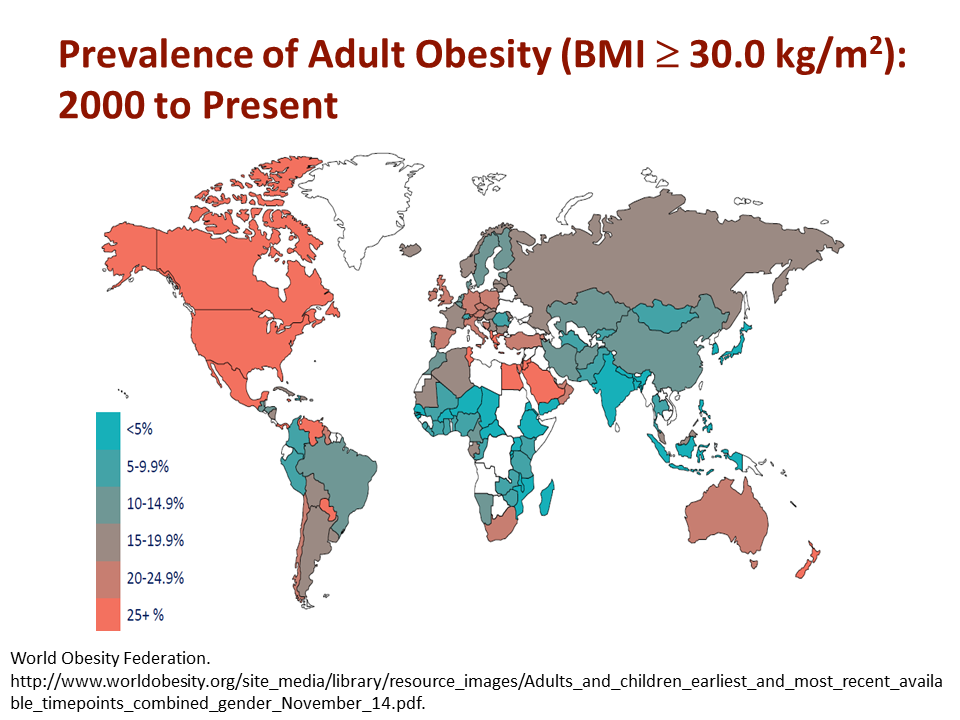 Prevalence of Adult Obesity (BMI ≥ 30.0 kg/m²):
2000 to Present
<5%
5-9.9%
10-14.9%
15-19.9%
20-24.9%
25+ %
World Obesity Federation.
http://www.worldobesity.org/site_media/library/resource_images/Adults_and_children_earliest_and_most_recent_availa
ble_timepoints_combined_gender_November_14.pdf.